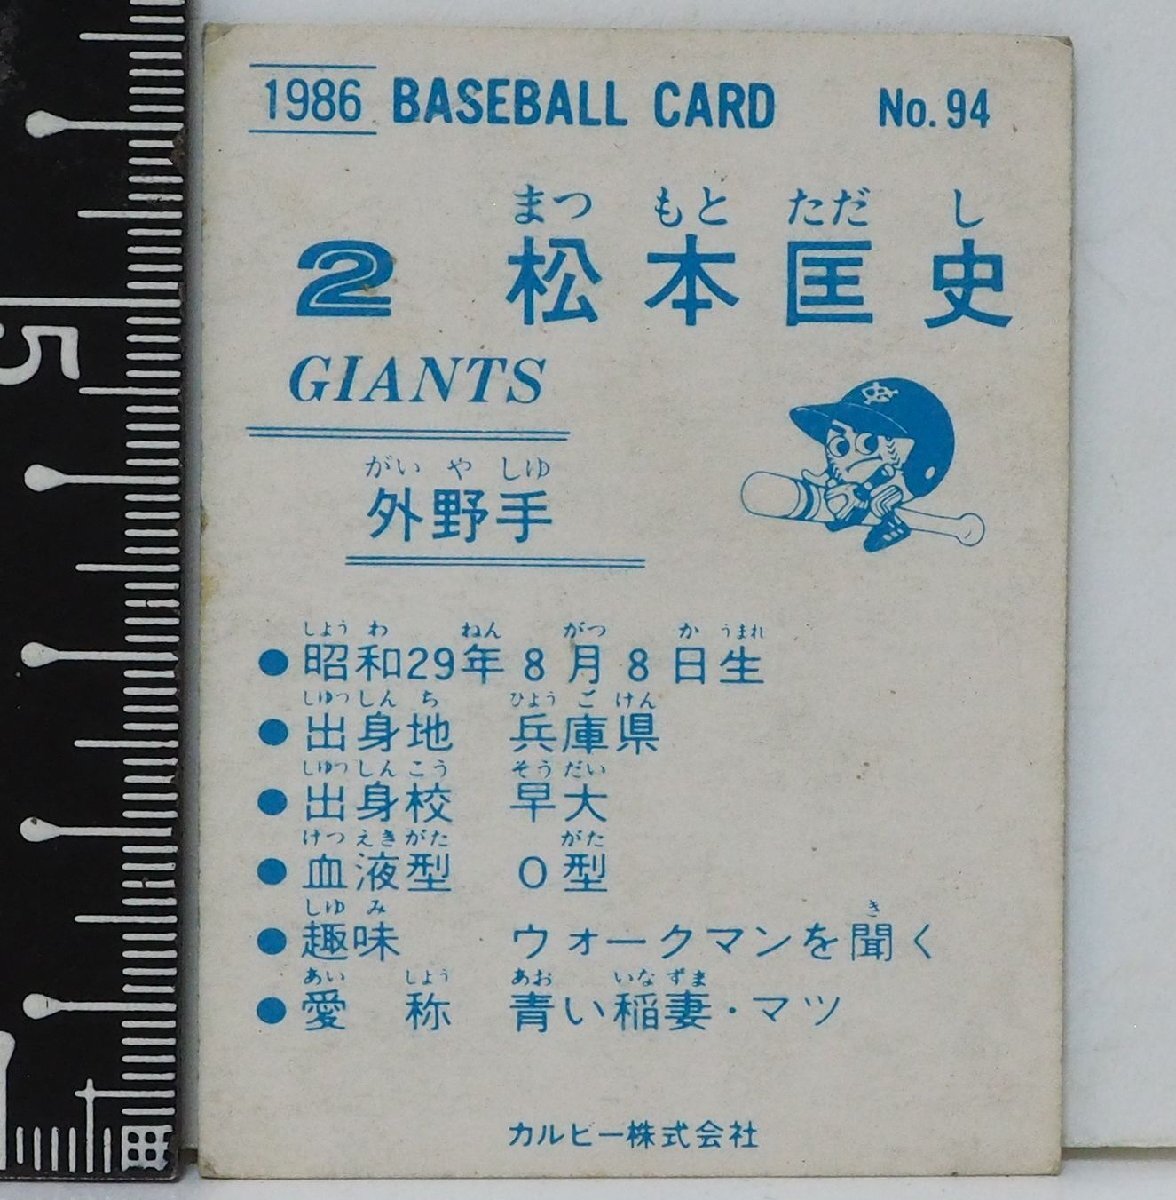 1986 BASEBALL CARD No. 94
まつ もと ただ し
2 松本匡史
GIANTS
がい や しゆ
外野手
しょう わ ねん がつ か うまれ
●昭和29年 8月8日生
しゅつ しん ち ひょう ご けん
●出身地 兵庫県
しゅつ しん こう そう だい
●出身校 早大
けつ えき がた がた
●血液型 O型
しゆ み き
●趣味 ウォークマンを聞く
あい しょう あお いな ずま
●愛称 青い稲妻・マツ
カルビー株式会社
5